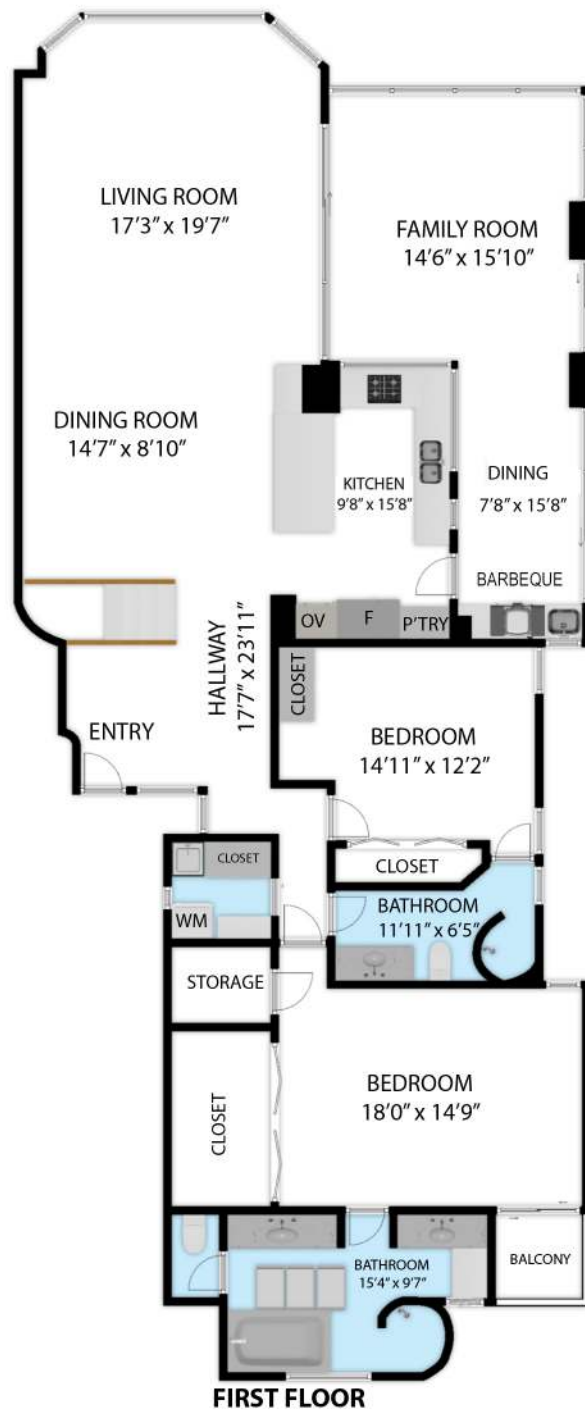 LIVING ROOM
17'3" x 19'7"
FAMILY ROOM
14'6" x 15'10"
DINING ROOM
14'7" x 8'10"
KITCHEN
9'8" x 15'8"
DINING
7'8" x 15'8"
BARBEQUE
OV
F
P'TRY
HALLWAY
17'7" x 23'11"
CLOSET
ENTRY
BEDROOM
14'11" x 12'2"
CLOSET
CLOSET
WM
BATHROOM
11'11" x 6'5"
STORAGE
CLOSET
BEDROOM
18'0" x 14'9"
BATHROOM
15'4" x 9'7"
BALCONY
FIRST FLOOR